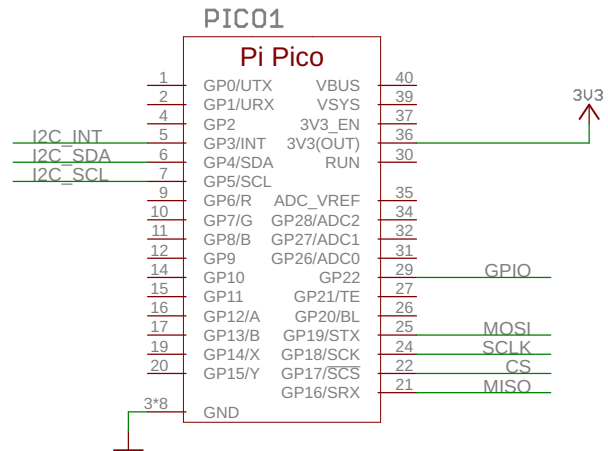 PICO1
Pi Pico
1 GP0/UTX VBUS 40
2 GP1/URX VSYS 39
4 GP2 3V3_EN 37
I2C_INT 5 GP3/INT 3V3(OUT) 36 3V3
I2C_SDA 6 GP4/SDA RUN 30
I2C_SCL 7 GP5/SCL
9 GP6/R ADC_VREF 35
10 GP7/G GP28/ADC2 34
11 GP8/B GP27/ADC1 32
12 GP9 GP26/ADC0 31
14 GP10 GP22 29 GPIO
15 GP11 GP21/TE 27
16 GP12/A GP20/BL 26
17 GP13/B GP19/STX 25 MOSI
19 GP14/X GP18/SCK 24 SCLK
20 GP15/Y GP17/SCS 22 CS
GP16/SRX 21 MISO
3*8 GND